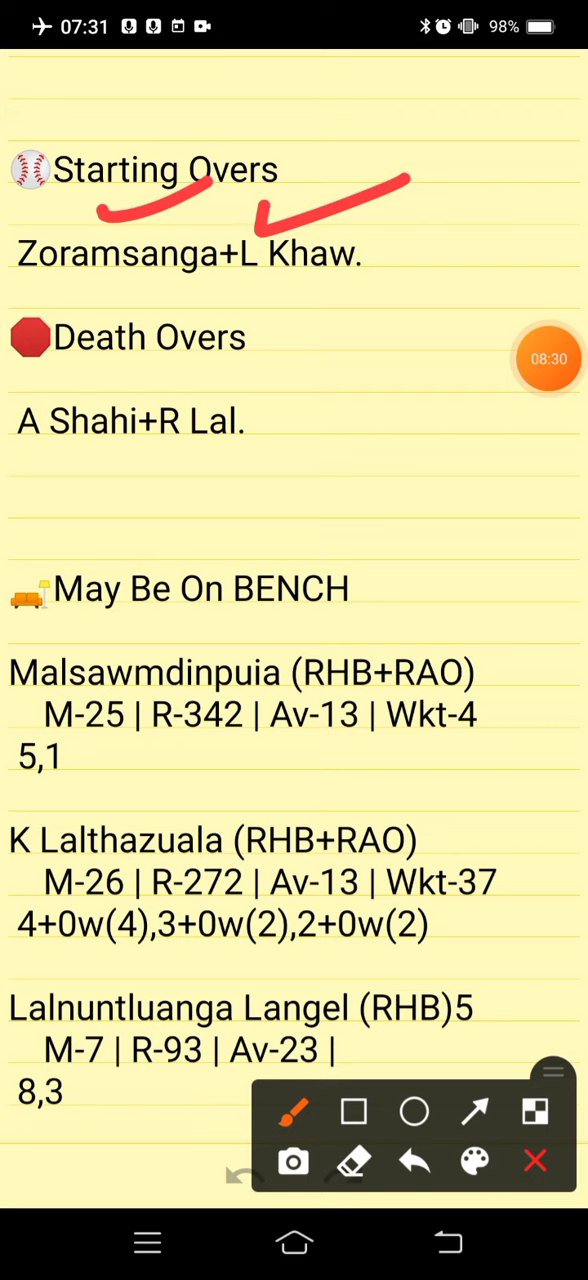 07:31
98%
Starting Overs
Zoramsanga+L Khaw.
Death Overs
08:30
A Shahi+R Lal.
May Be On BENCH
Malsawmdinpuia (RHB+RAO)
M-25 | R-342 | Av-13 | Wkt-4
5,1
K Lalthazuala (RHB+RAO)
M-26 | R-272 | Av-13 | Wkt-37
4+0w(4),3+0w(2),2+0w(2)
Lalnuntluanga Langel (RHB)5
M-7 | R-93 | Av-23 |
8,3